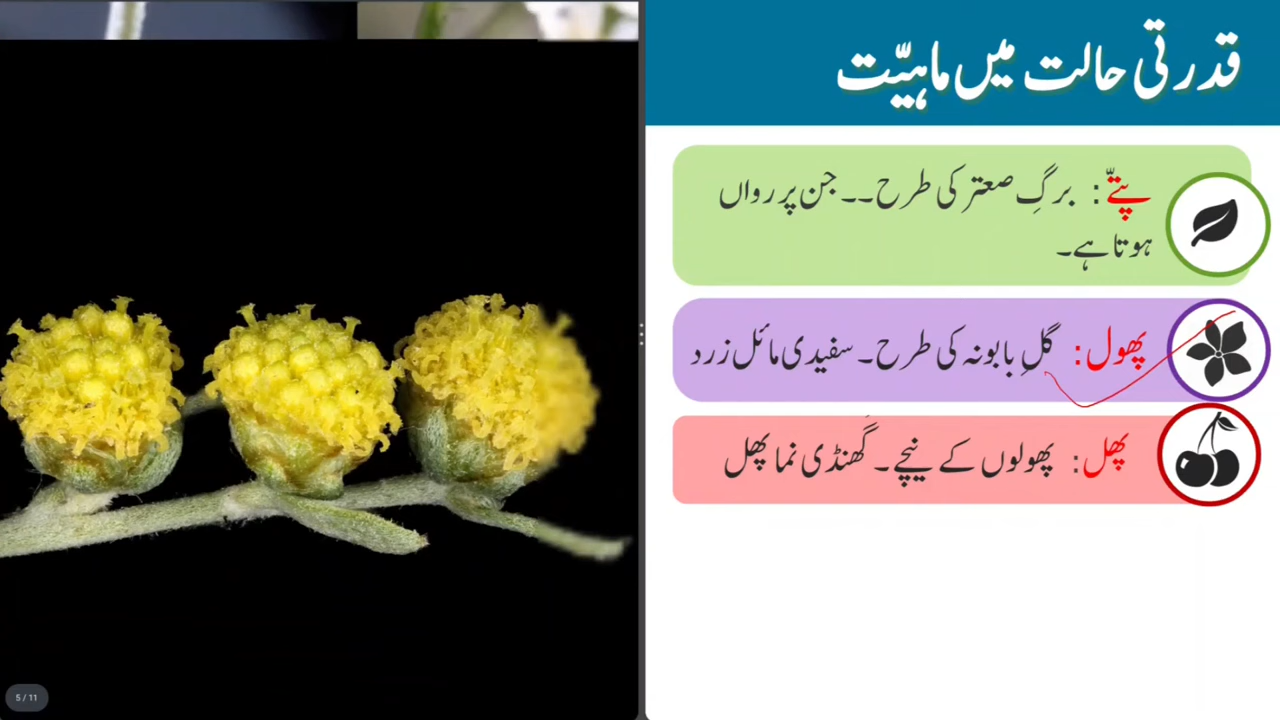 قدرتی حالت میں ماہیّت
پتّے: برگِ صعتر کی طرح۔۔ جن پر رواں
ہوتا ہے۔
پھول: گلِ بابونہ کی طرح۔ سفیدی مائل زرد
پھل: پھولوں کے نیچے۔ گھنڈی نما پھل
5 / 11